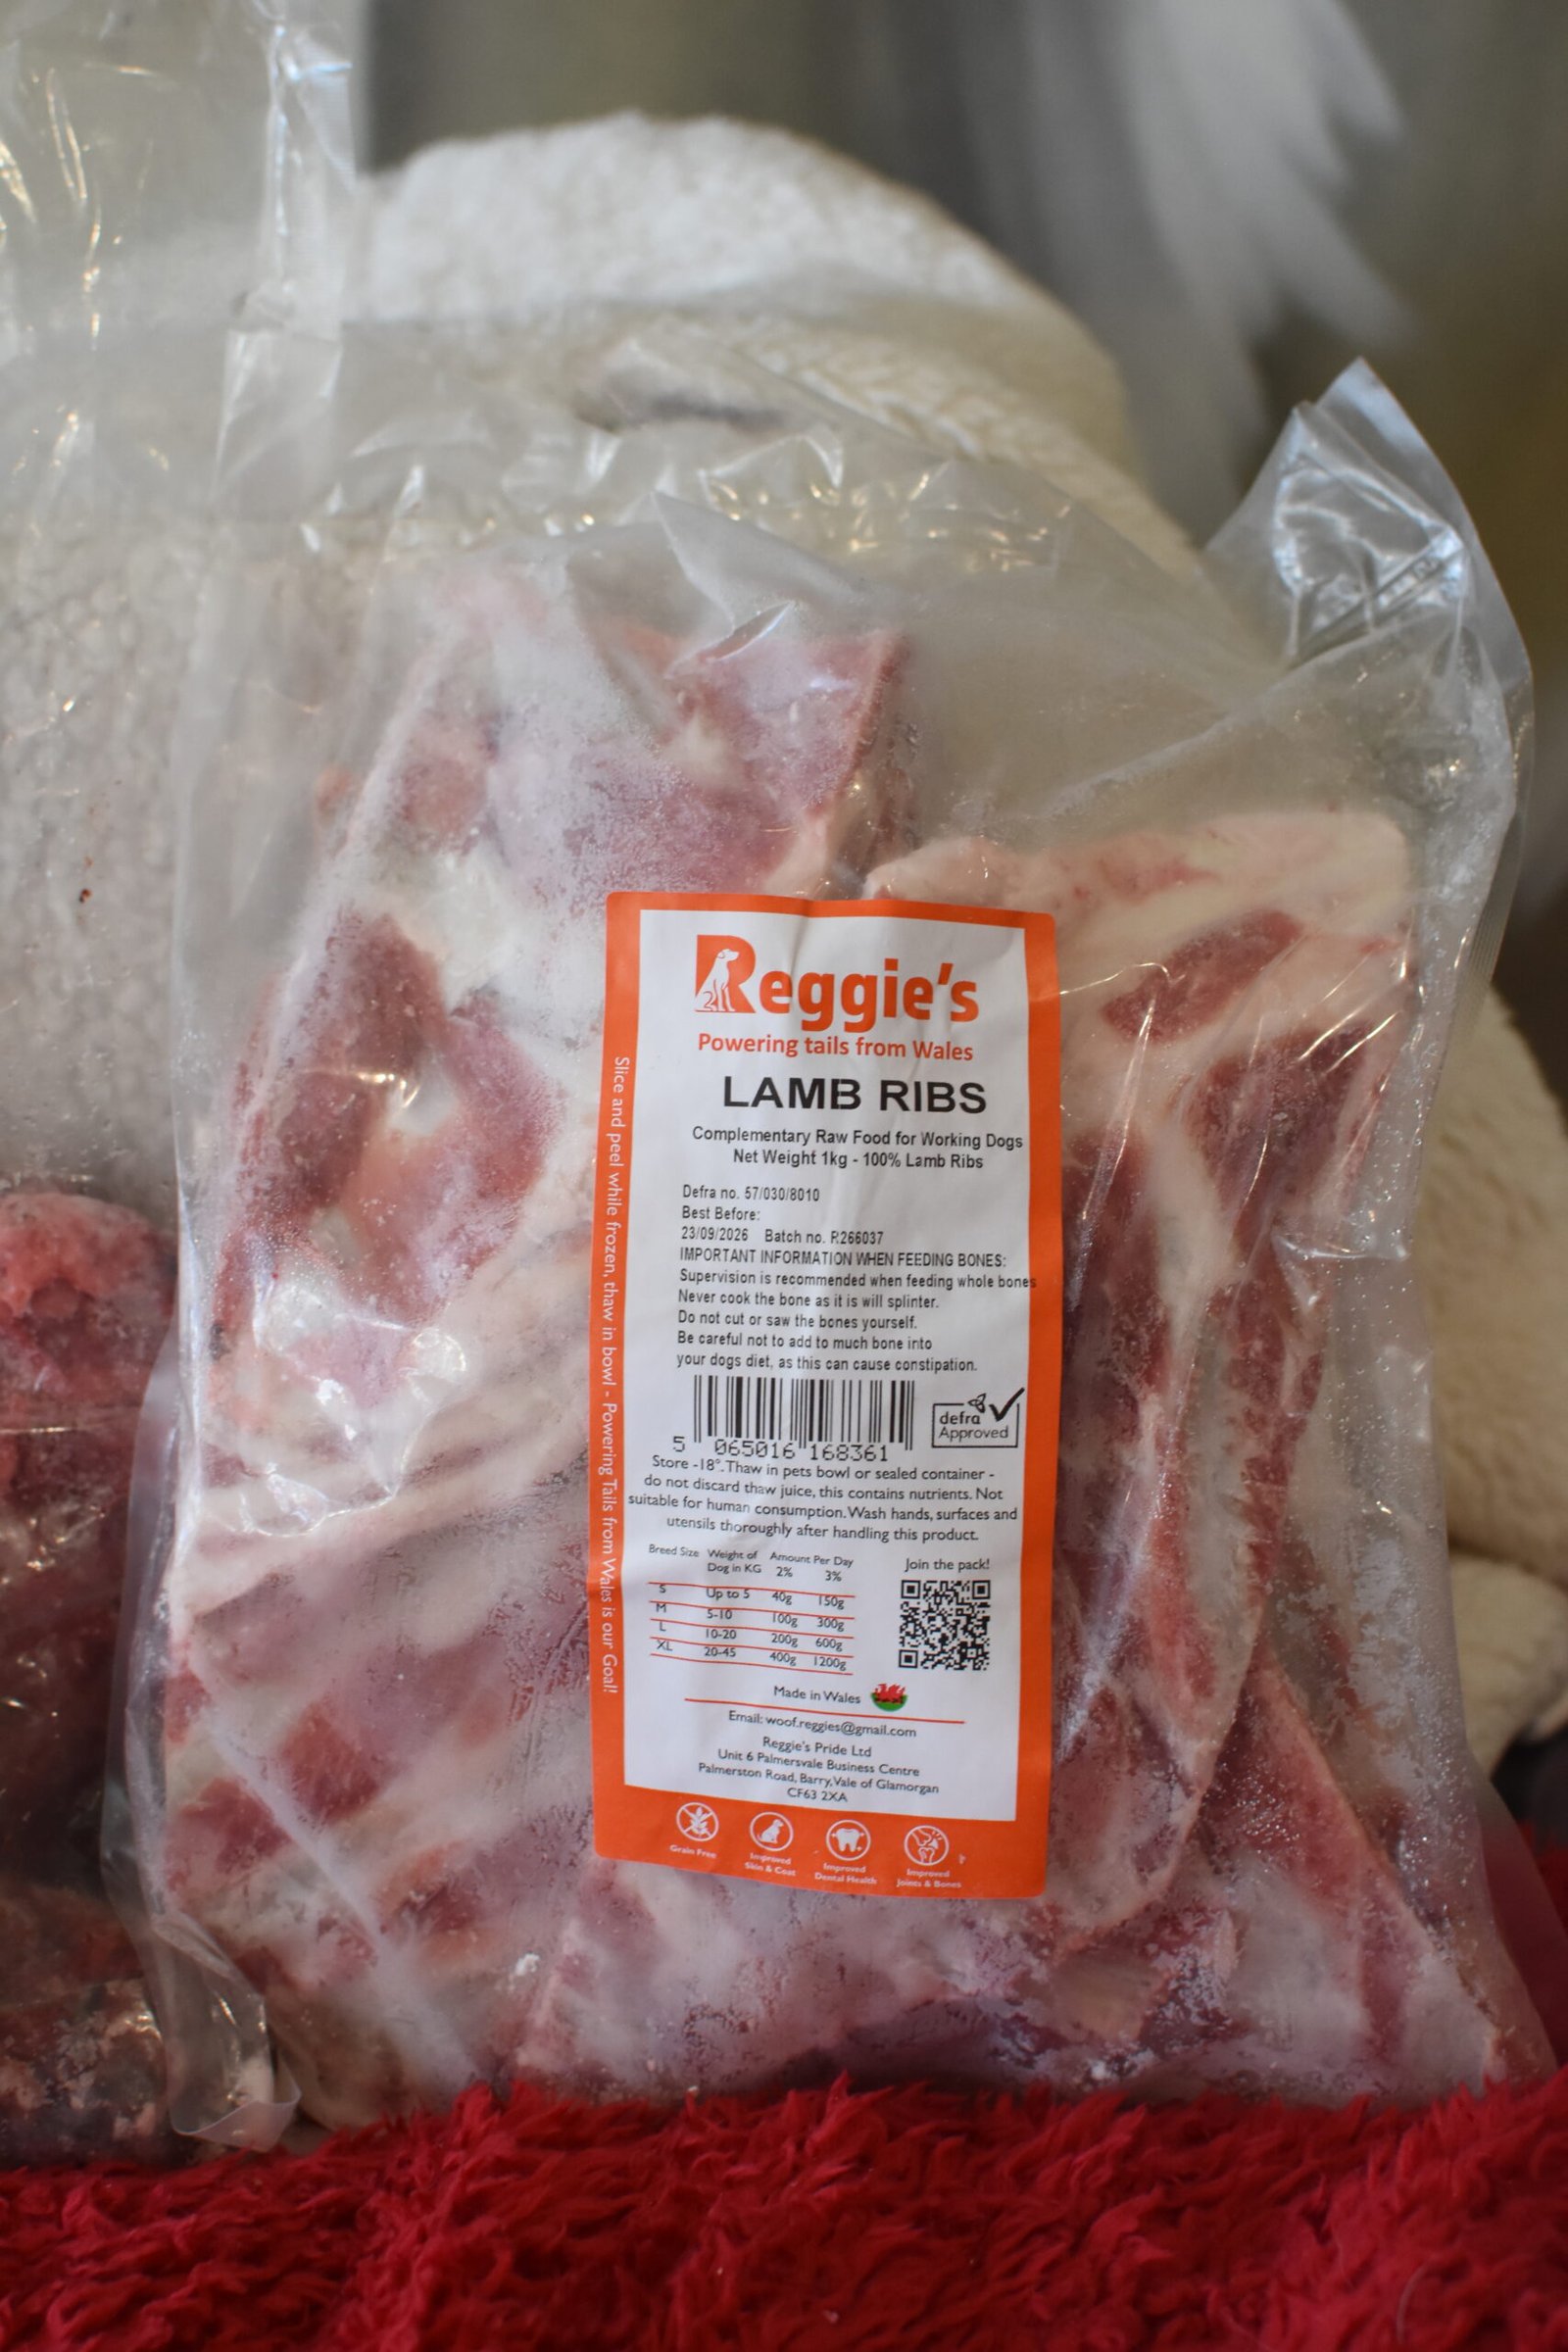 Reggie's
Powering tails from Wales
LAMB RIBS
Complementary Raw Food for Working Dogs
Net Weight 1kg - 100% Lamb Ribs
Defra no. 57/030/8010
Best Before:
23/09/2026 Batch no. R266037
IMPORTANT INFORMATION WHEN FEEDING BONES:
Supervision is recommended when feeding whole bones
Never cook the bone as it is will splinter.
Do not cut or saw the bones yourself.
Be careful not to add to much bone into
your dogs diet, as this can cause constipation.
5 065016 168361
defra
Approved
Store -18°. Thaw in pets bowl or sealed container -
do not discard thaw juice, this contains nutrients. Not
suitable for human consumption. Wash hands, surfaces and
utensils thoroughly after handling this product.
Breed Size Weight of Dog in KG Amount Per Day 2% 3%
S Up to 5 40g 150g
M 5-10 100g 300g
L 10-20 200g 600g
XL 20-45 400g 1200g
Join the pack!
Made in Wales
Email: woof.reggies@gmail.com
Reggie's Pride Ltd
Unit 6 Palmersvale Business Centre
Palmerston Road, Barry, Vale of Glamorgan
CF63 2XA
Grain Free
Improved
Skin & Coat
Improved
Dental Health
Improved
Joints & Bones
Slice and peel while frozen, thaw in bowl - Powering Tails from Wales is our Goal!